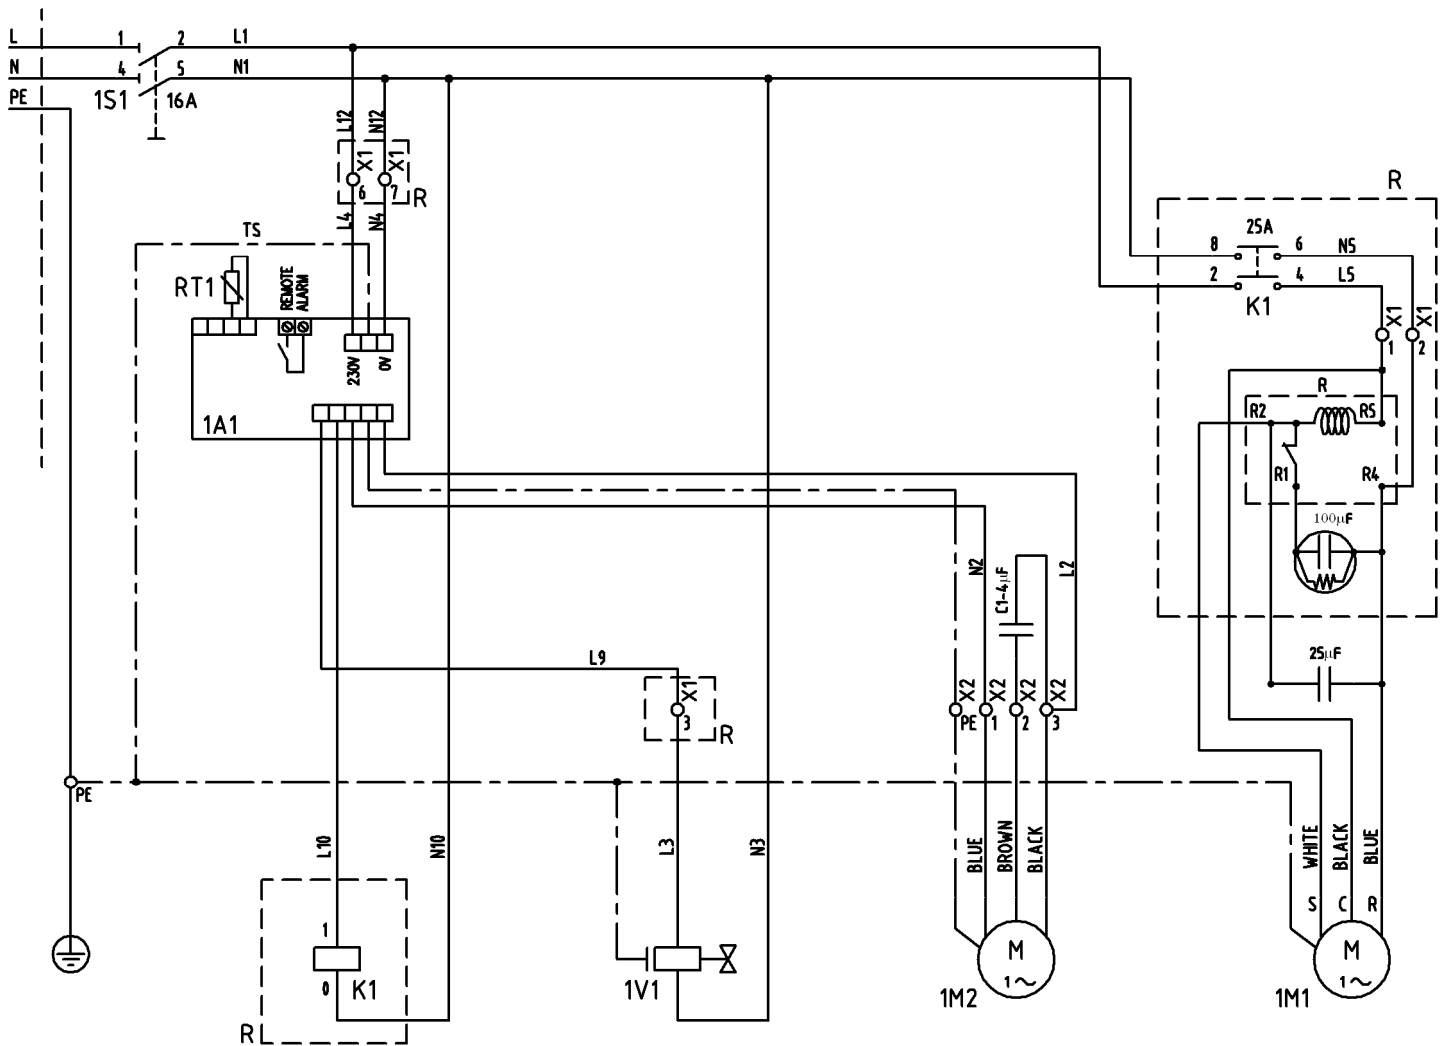 L 1 2 L1
N 4 5 N1
PE 1S1 16A
L12 N12
X1 X1
6 7 R
L4 N4
TS
RT1 REMOTE
ALARM
230V 0V
1A1
R
25A
8 6 N5
2 4 L5
K1
X1 X1
1 2
R
R2 R5
R1 R4
100µF
N2 C1-4µF L2
25µF
L9
X1
3
R
X2 X2 X2 X2
PE 1 2 3
PE
L10 N10 L3 N3
BLUE BROWN BLACK
WHITE BLACK BLUE
S C R
1
0 K1
R
1V1
M
1~
1M2
M
1~
1M1